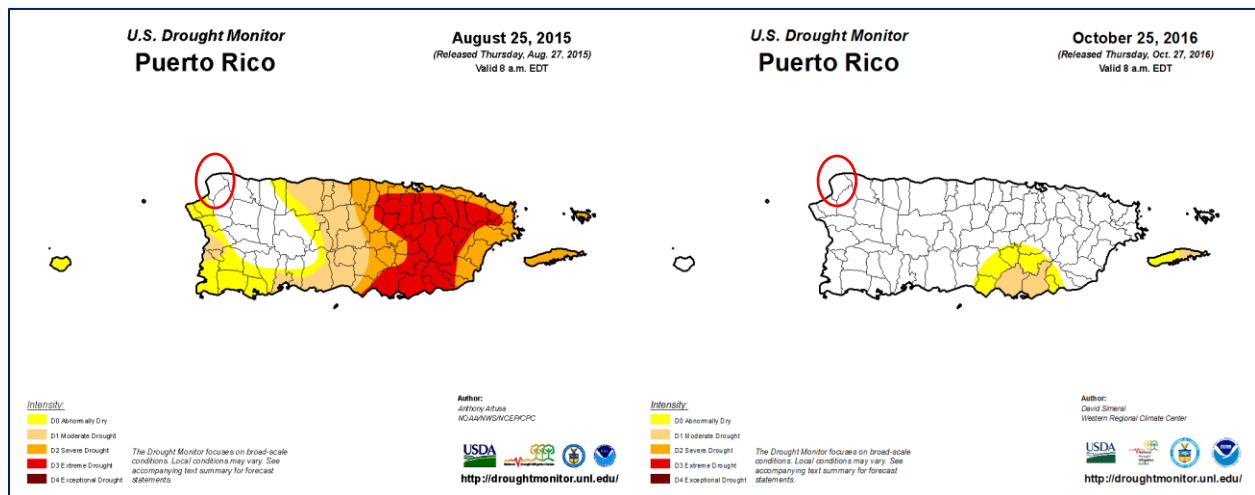 U.S. Drought Monitor
Puerto Rico
August 25, 2015
(Released Thursday, Aug. 27, 2015)
Valid 8 a.m. EDT
Intensity:
D0 Abnormally Dry
D1 Moderate Drought
D2 Severe Drought
D3 Extreme Drought
D4 Exceptional Drought
The Drought Monitor focuses on broad-scale
conditions. Local conditions may vary. See
accompanying text summary for forecast
statements.
Author:
Anthony Artusa
NOAA/NWS/NCEP/CPC
USDA
http://droughtmonitor.unl.edu/
U.S. Drought Monitor
Puerto Rico
October 25, 2016
(Released Thursday, Oct. 27, 2016)
Valid 8 a.m. EDT
Intensity:
D0 Abnormally Dry
D1 Moderate Drought
D2 Severe Drought
D3 Extreme Drought
D4 Exceptional Drought
The Drought Monitor focuses on broad-scale
conditions. Local conditions may vary. See
accompanying text summary for forecast
statements.
Author:
David Simeral
Western Regional Climate Center
USDA
http://droughtmonitor.unl.edu/